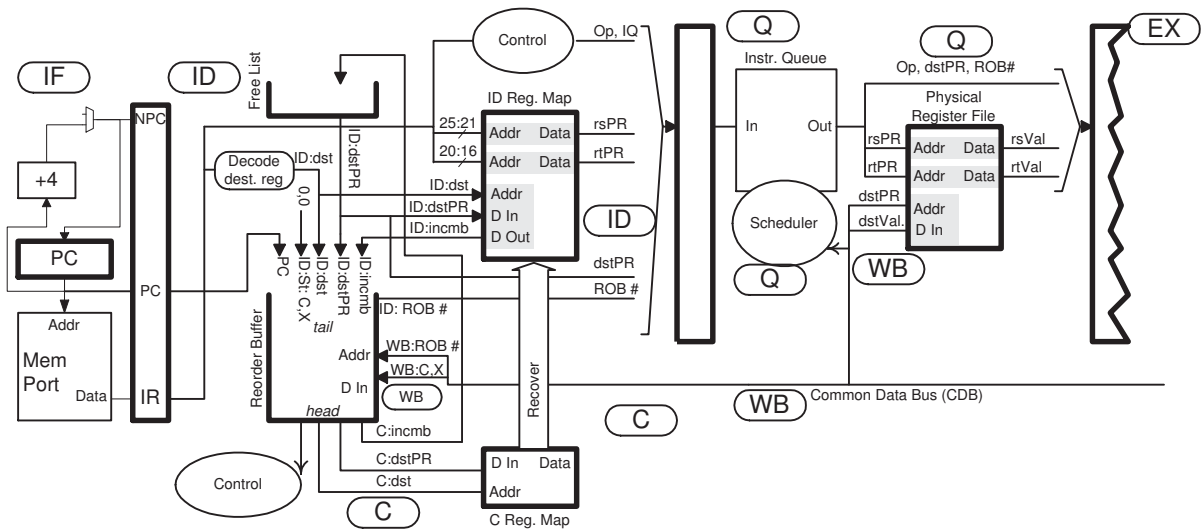 IF
ID
NPC
+4
PC
PC
Addr
Mem
Port
Data
IR
Free List
Decode
dest. reg
ID:dst
ID:dstPR
0,0
PC
ID:St: C,X
ID:dst
ID:dstPR
ID:incmb
tail
Reorder Buffer
Addr
D In
head
WB:ROB #
WB:C,X
WB
ID: ROB #
C:incmb
C:dstPR
C:dst
Control
C
Control
Op, IQ
ID Reg. Map
25:21
Addr Data
rsPR
20:16
Addr Data
rtPR
ID:dst
Addr
ID:dstPR
D In
ID:incmb
D Out
ID
dstPR
ROB #
Recover
D In Data
Addr
C Reg. Map
C
Q
Instr. Queue
In Out
Scheduler
Q
Q
Op, dstPR, ROB#
Physical
Register File
rsPR
Addr Data
rsVal
rtPR
Addr Data
rtVal
dstPR
Addr
dstVal.
D In
WB
WB
Common Data Bus (CDB)
EX